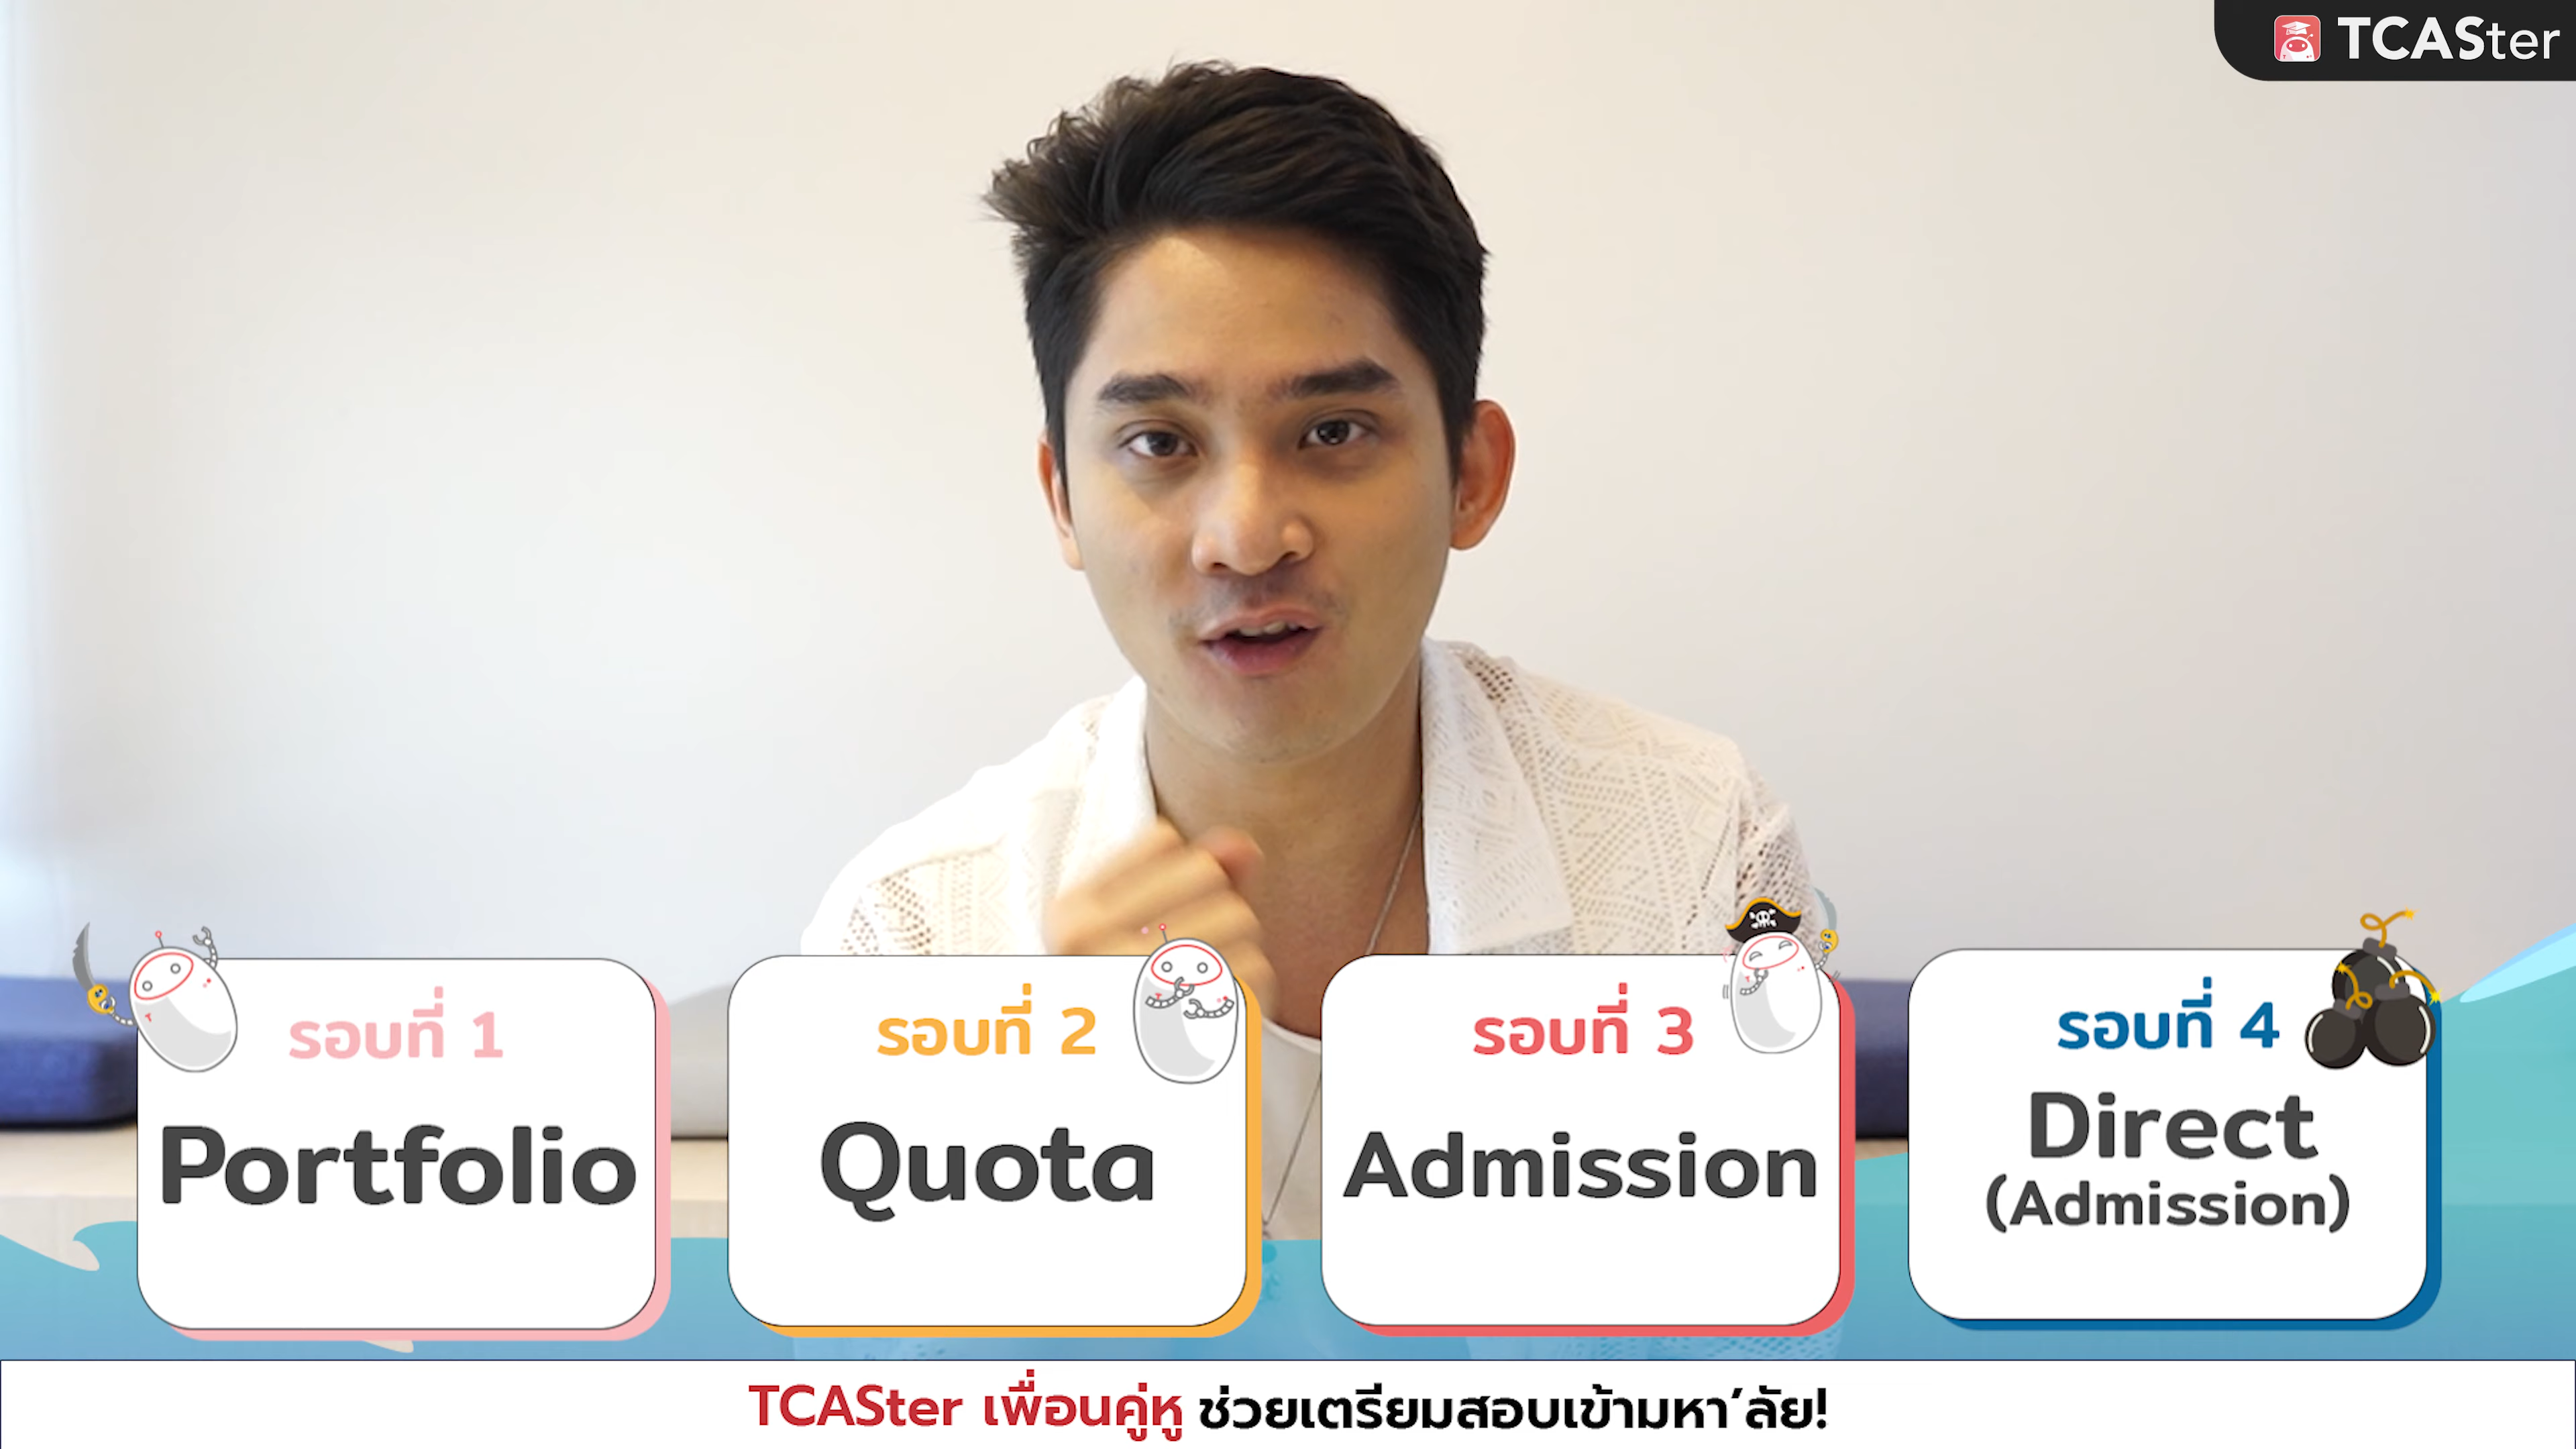 TCASter
รอบที่ 1
Portfolio
รอบที่ 2
Quota
รอบที่ 3
Admission
รอบที่ 4
Direct
(Admission)
TCASter เพื่อนคู่หู ช่วยเตรียมสอบเข้ามหา'ลัย!